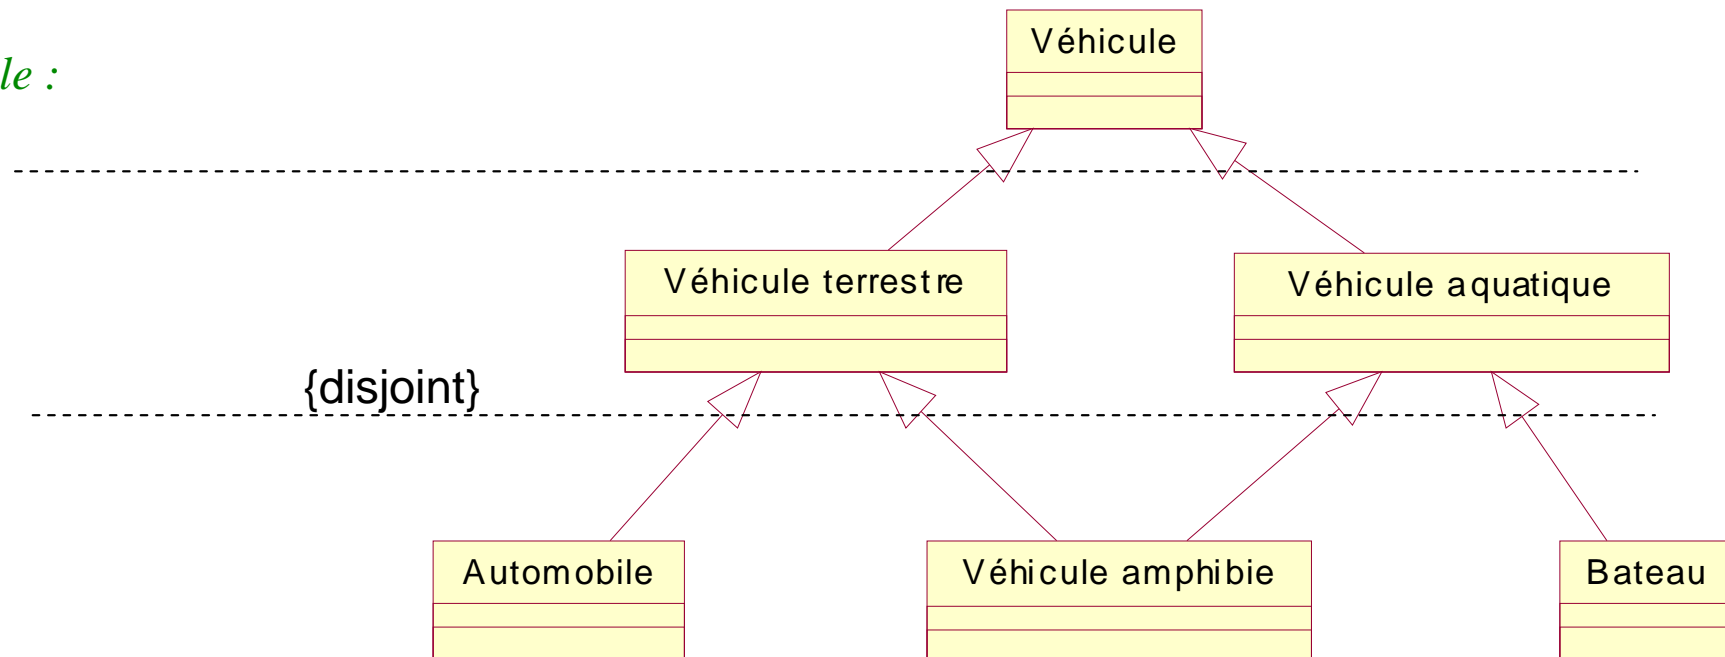 Véhicule
le :
Véhicule terrestre
Véhicule aquatique
{disjoint}
Automobile
Véhicule amphibie
Bateau